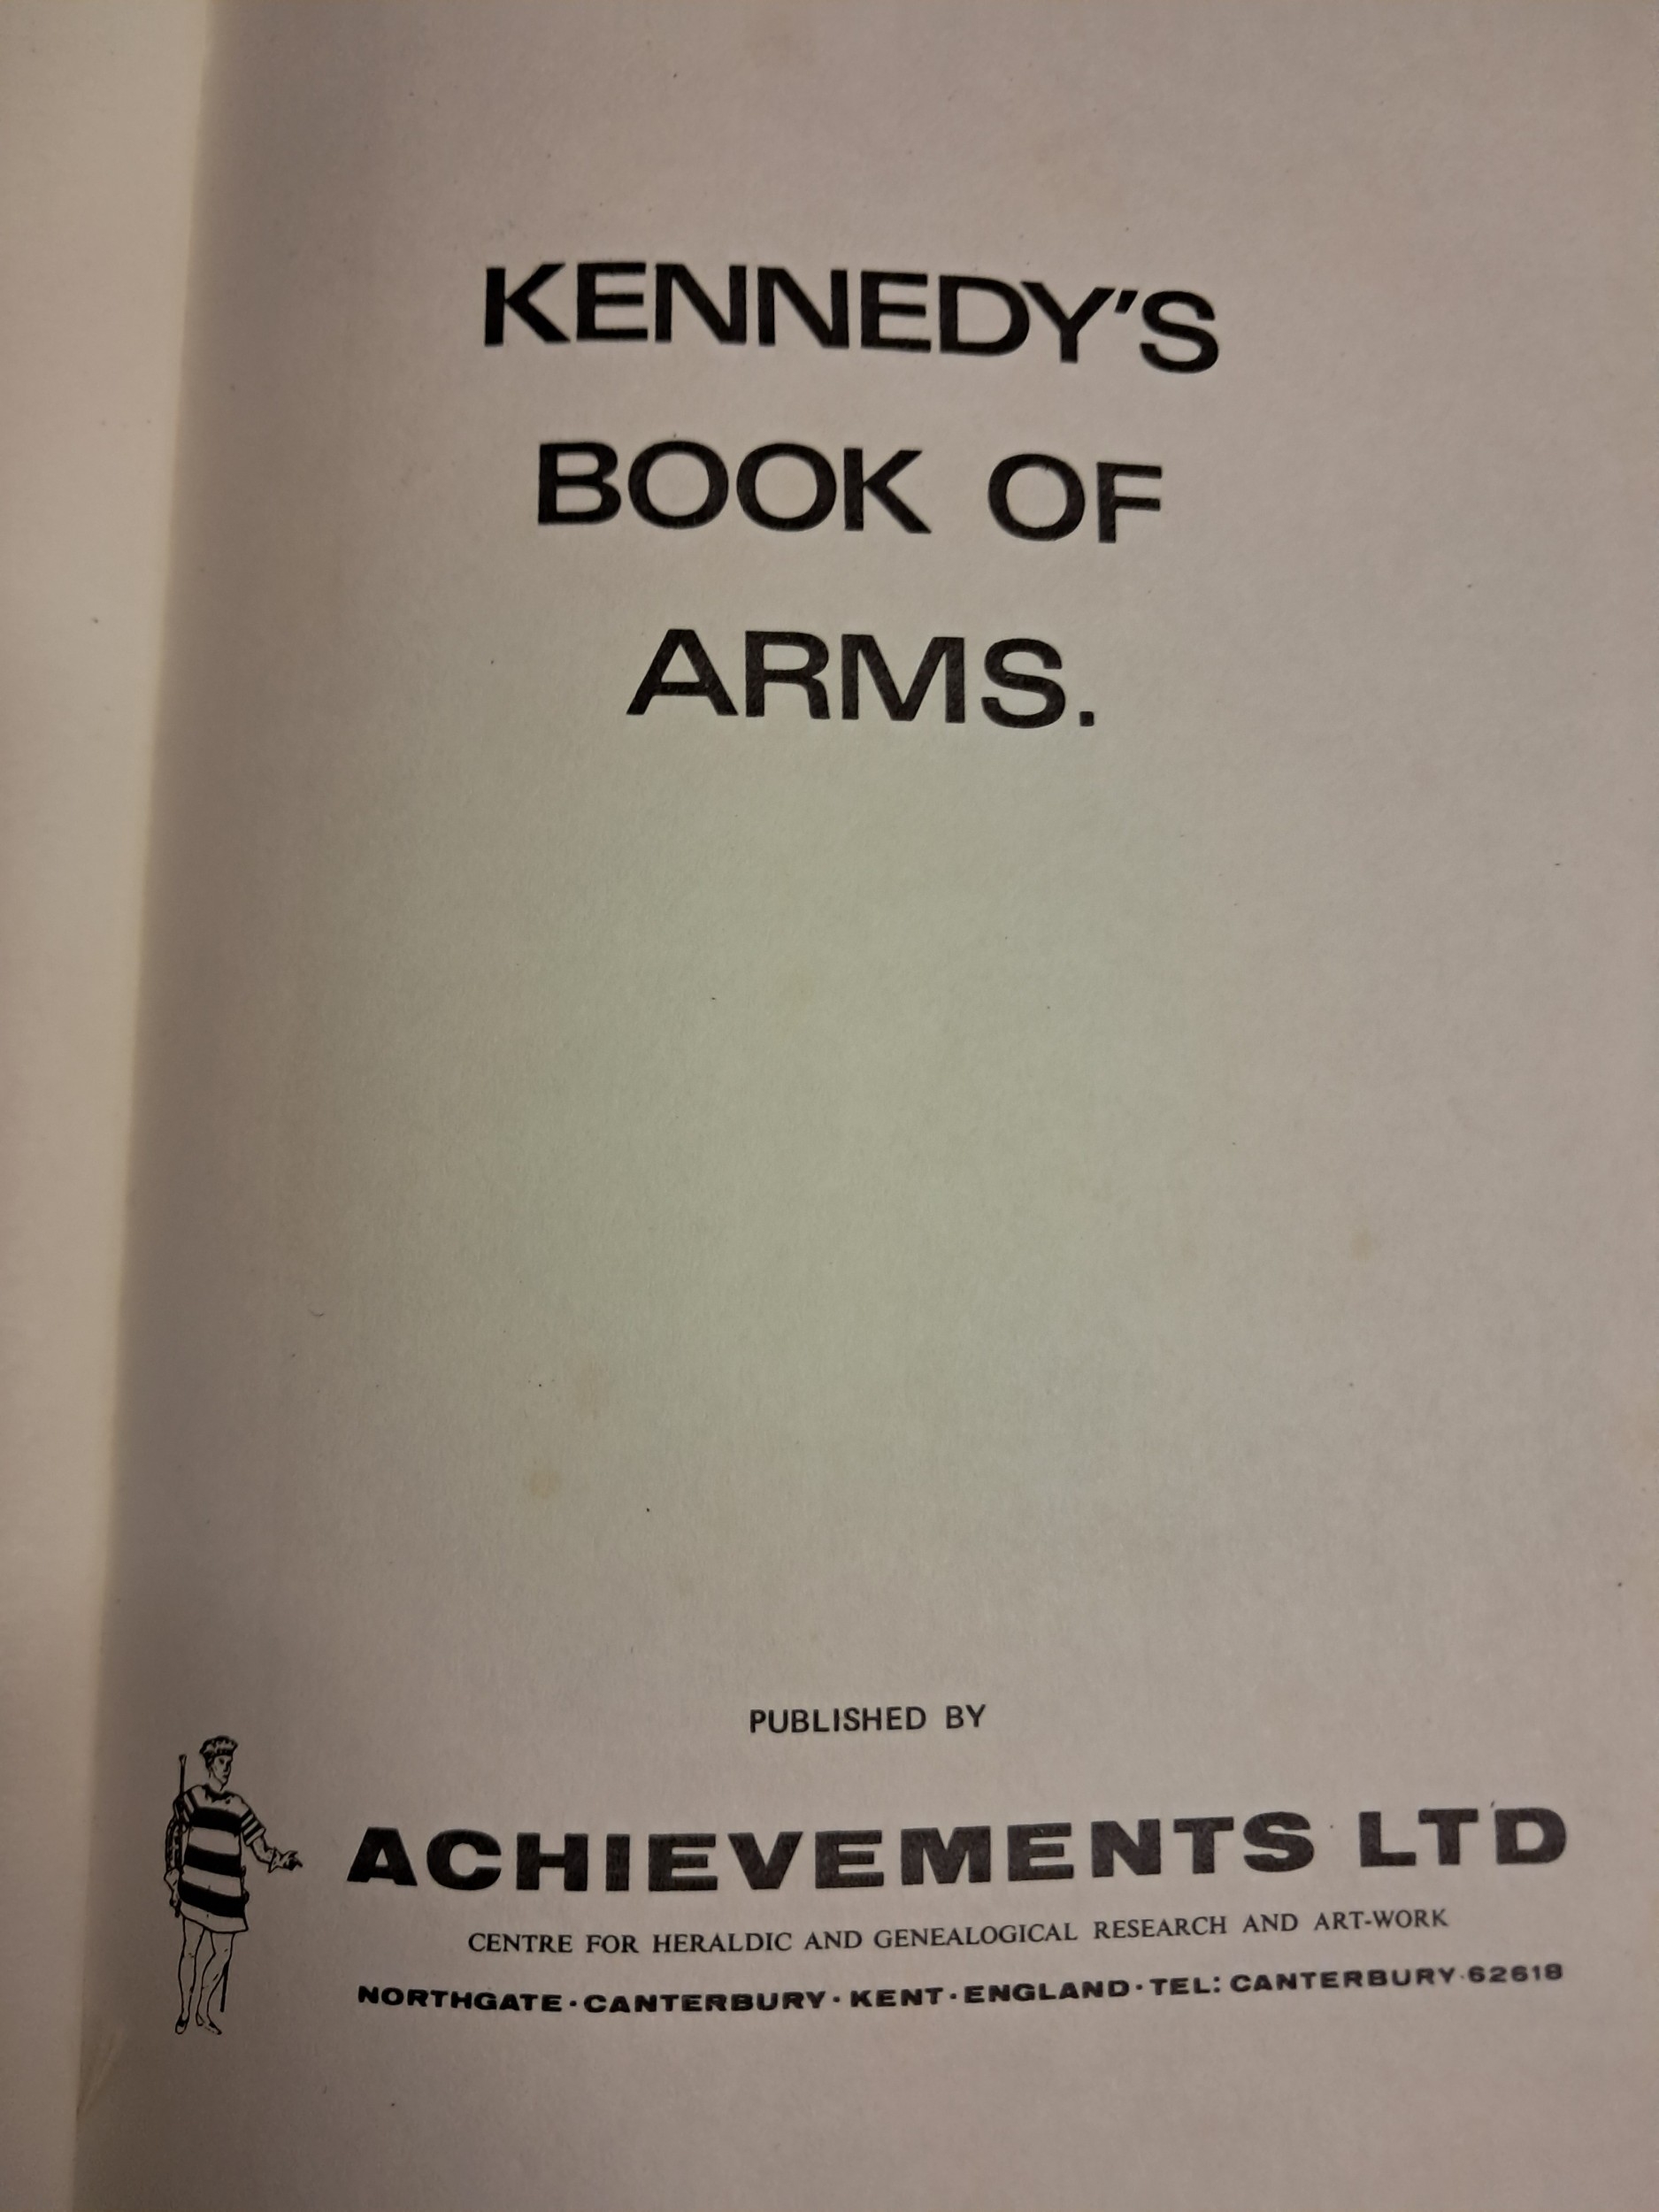 KENNEDY'S
BOOK OF
ARMS.
PUBLISHED BY
ACHIEVEMENTS LTD
CENTRE FOR HERALDIC AND GENEALOGICAL RESEARCH AND ART-WORK
NORTHGATE · CANTERBURY · KENT · ENGLAND · TEL: CANTERBURY 62618